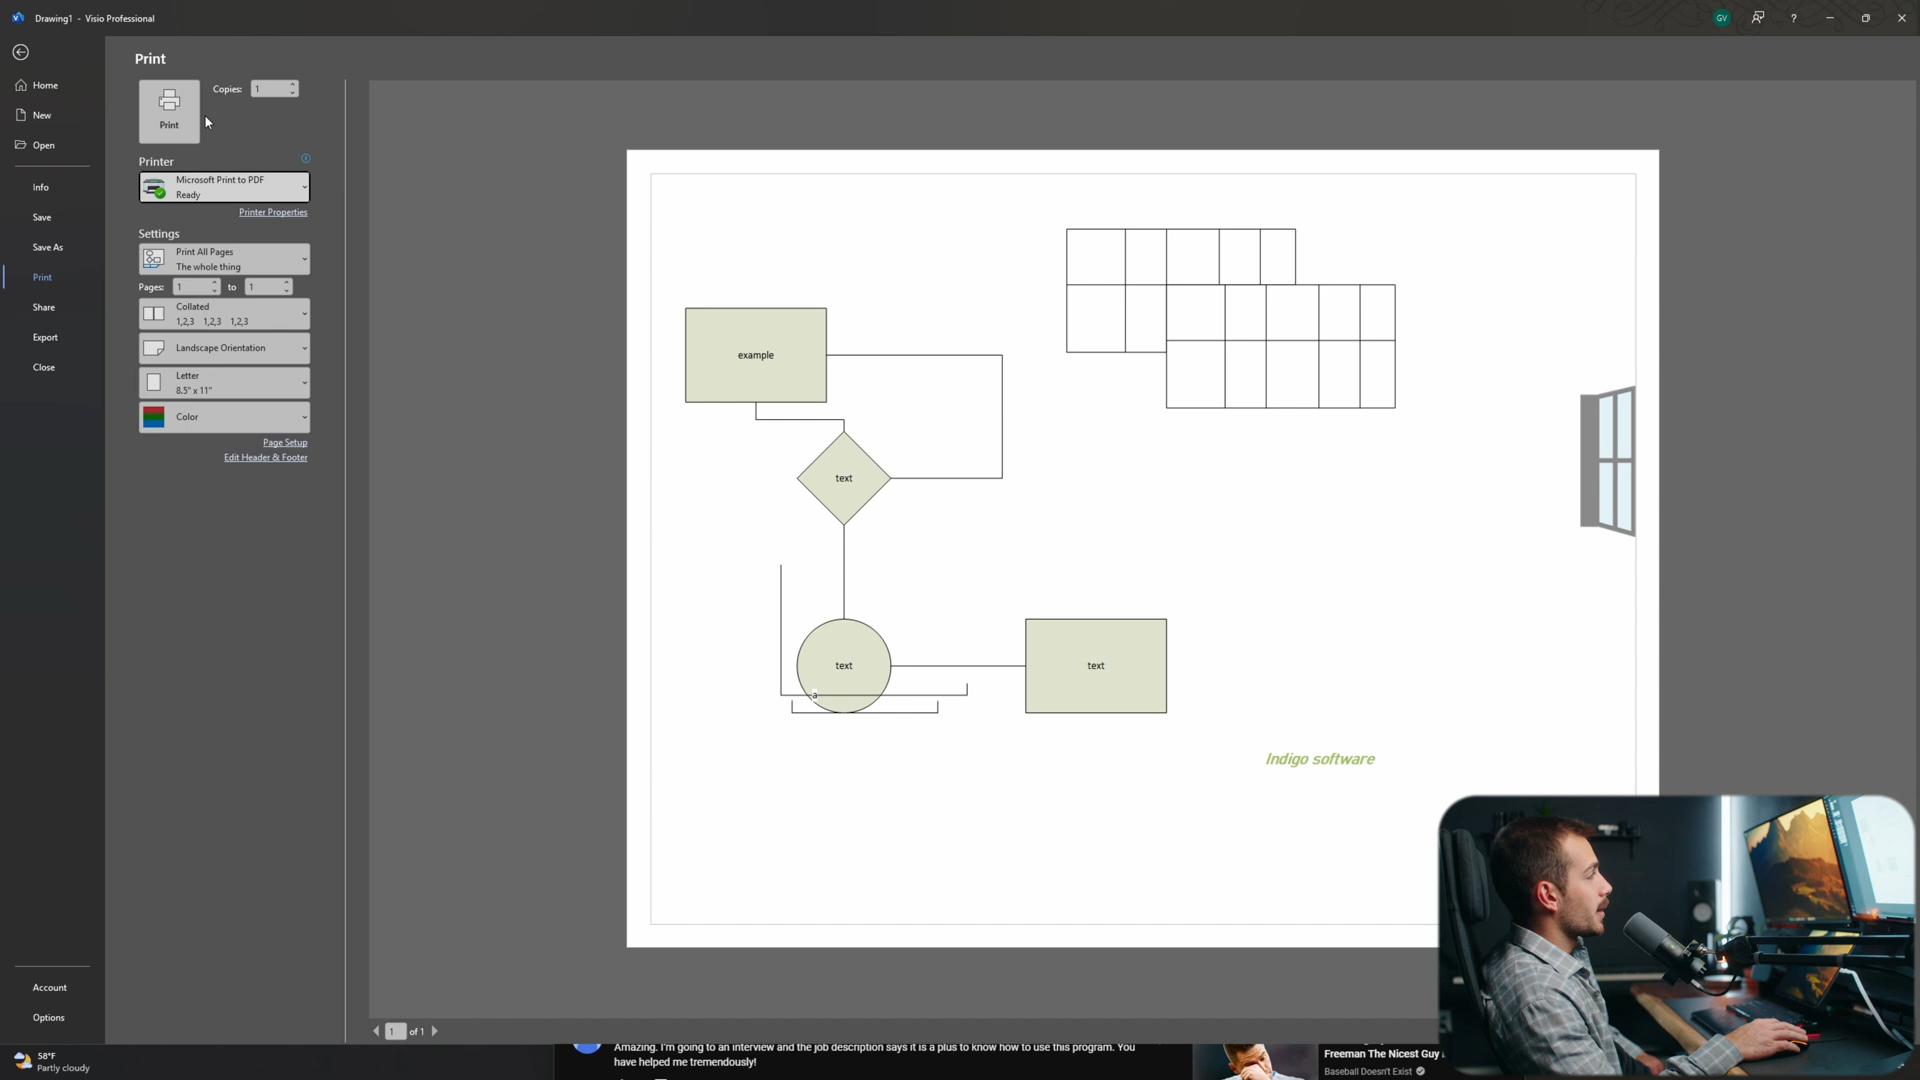 Drawing1 - Visio Professional
GV
?
Print
Home
New
Open
Info
Save
Save As
Print
Share
Export
Close
Account
Options
Print
Copies: 1
Printer
Microsoft Print to PDF
Ready
Printer Properties
Settings
Print All Pages
The whole thing
Pages: 1 to 1
Collated
1,2,3 1,2,3 1,2,3
Landscape Orientation
Letter
8.5" x 11"
Color
Page Setup
Edit Header & Footer
example
text
text
a
text
Indigo software
1 of 1
58°F
Partly cloudy
Amazing. I'm going to an interview and the job description says it is a plus to know how to use this program. You
have helped me tremendously!
Freeman The Nicest Guy
Baseball Doesn't Exist